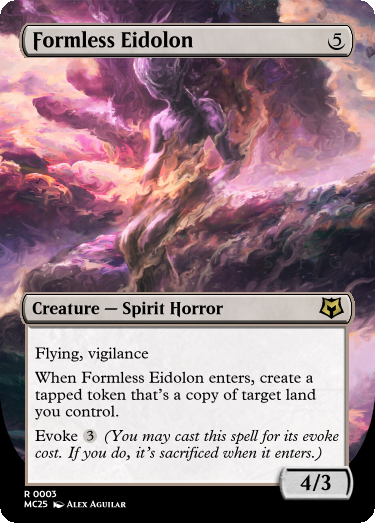 Formless Eidolon 5
Creature — Spirit Horror
Flying, vigilance
When Formless Eidolon enters, create a
tapped token that's a copy of target land
you control.
Evoke 3 (You may cast this spell for its evoke
cost. If you do, it's sacrificed when it enters.)
4/3
R 0003
MC25 Alex Aguilar